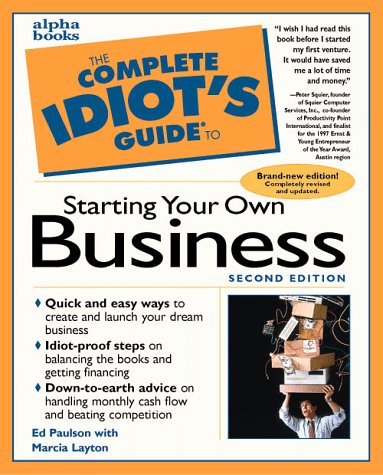 alpha
books
THE
COMPLETE
IDIOT'S
GUIDE® TO
"I wish I had read this
book before I started
my first venture.
It would have saved
me a lot of time
and money."
—Peter Squier, founder
of Squier Computer
Services, Inc., co-founder
of Productivity Point
International, and finalist
for the 1997 Ernst &
Young Entrepreneur
of the Year Award,
Austin region
Brand-new edition!
Completely revised
and updated.
Starting Your Own
Business
SECOND EDITION
♦ Quick and easy ways to
create and launch your dream
business
♦ Idiot-proof steps on
balancing the books and
getting financing
♦ Down-to-earth advice on
handling monthly cash flow
and beating competition
Ed Paulson with
Marcia Layton